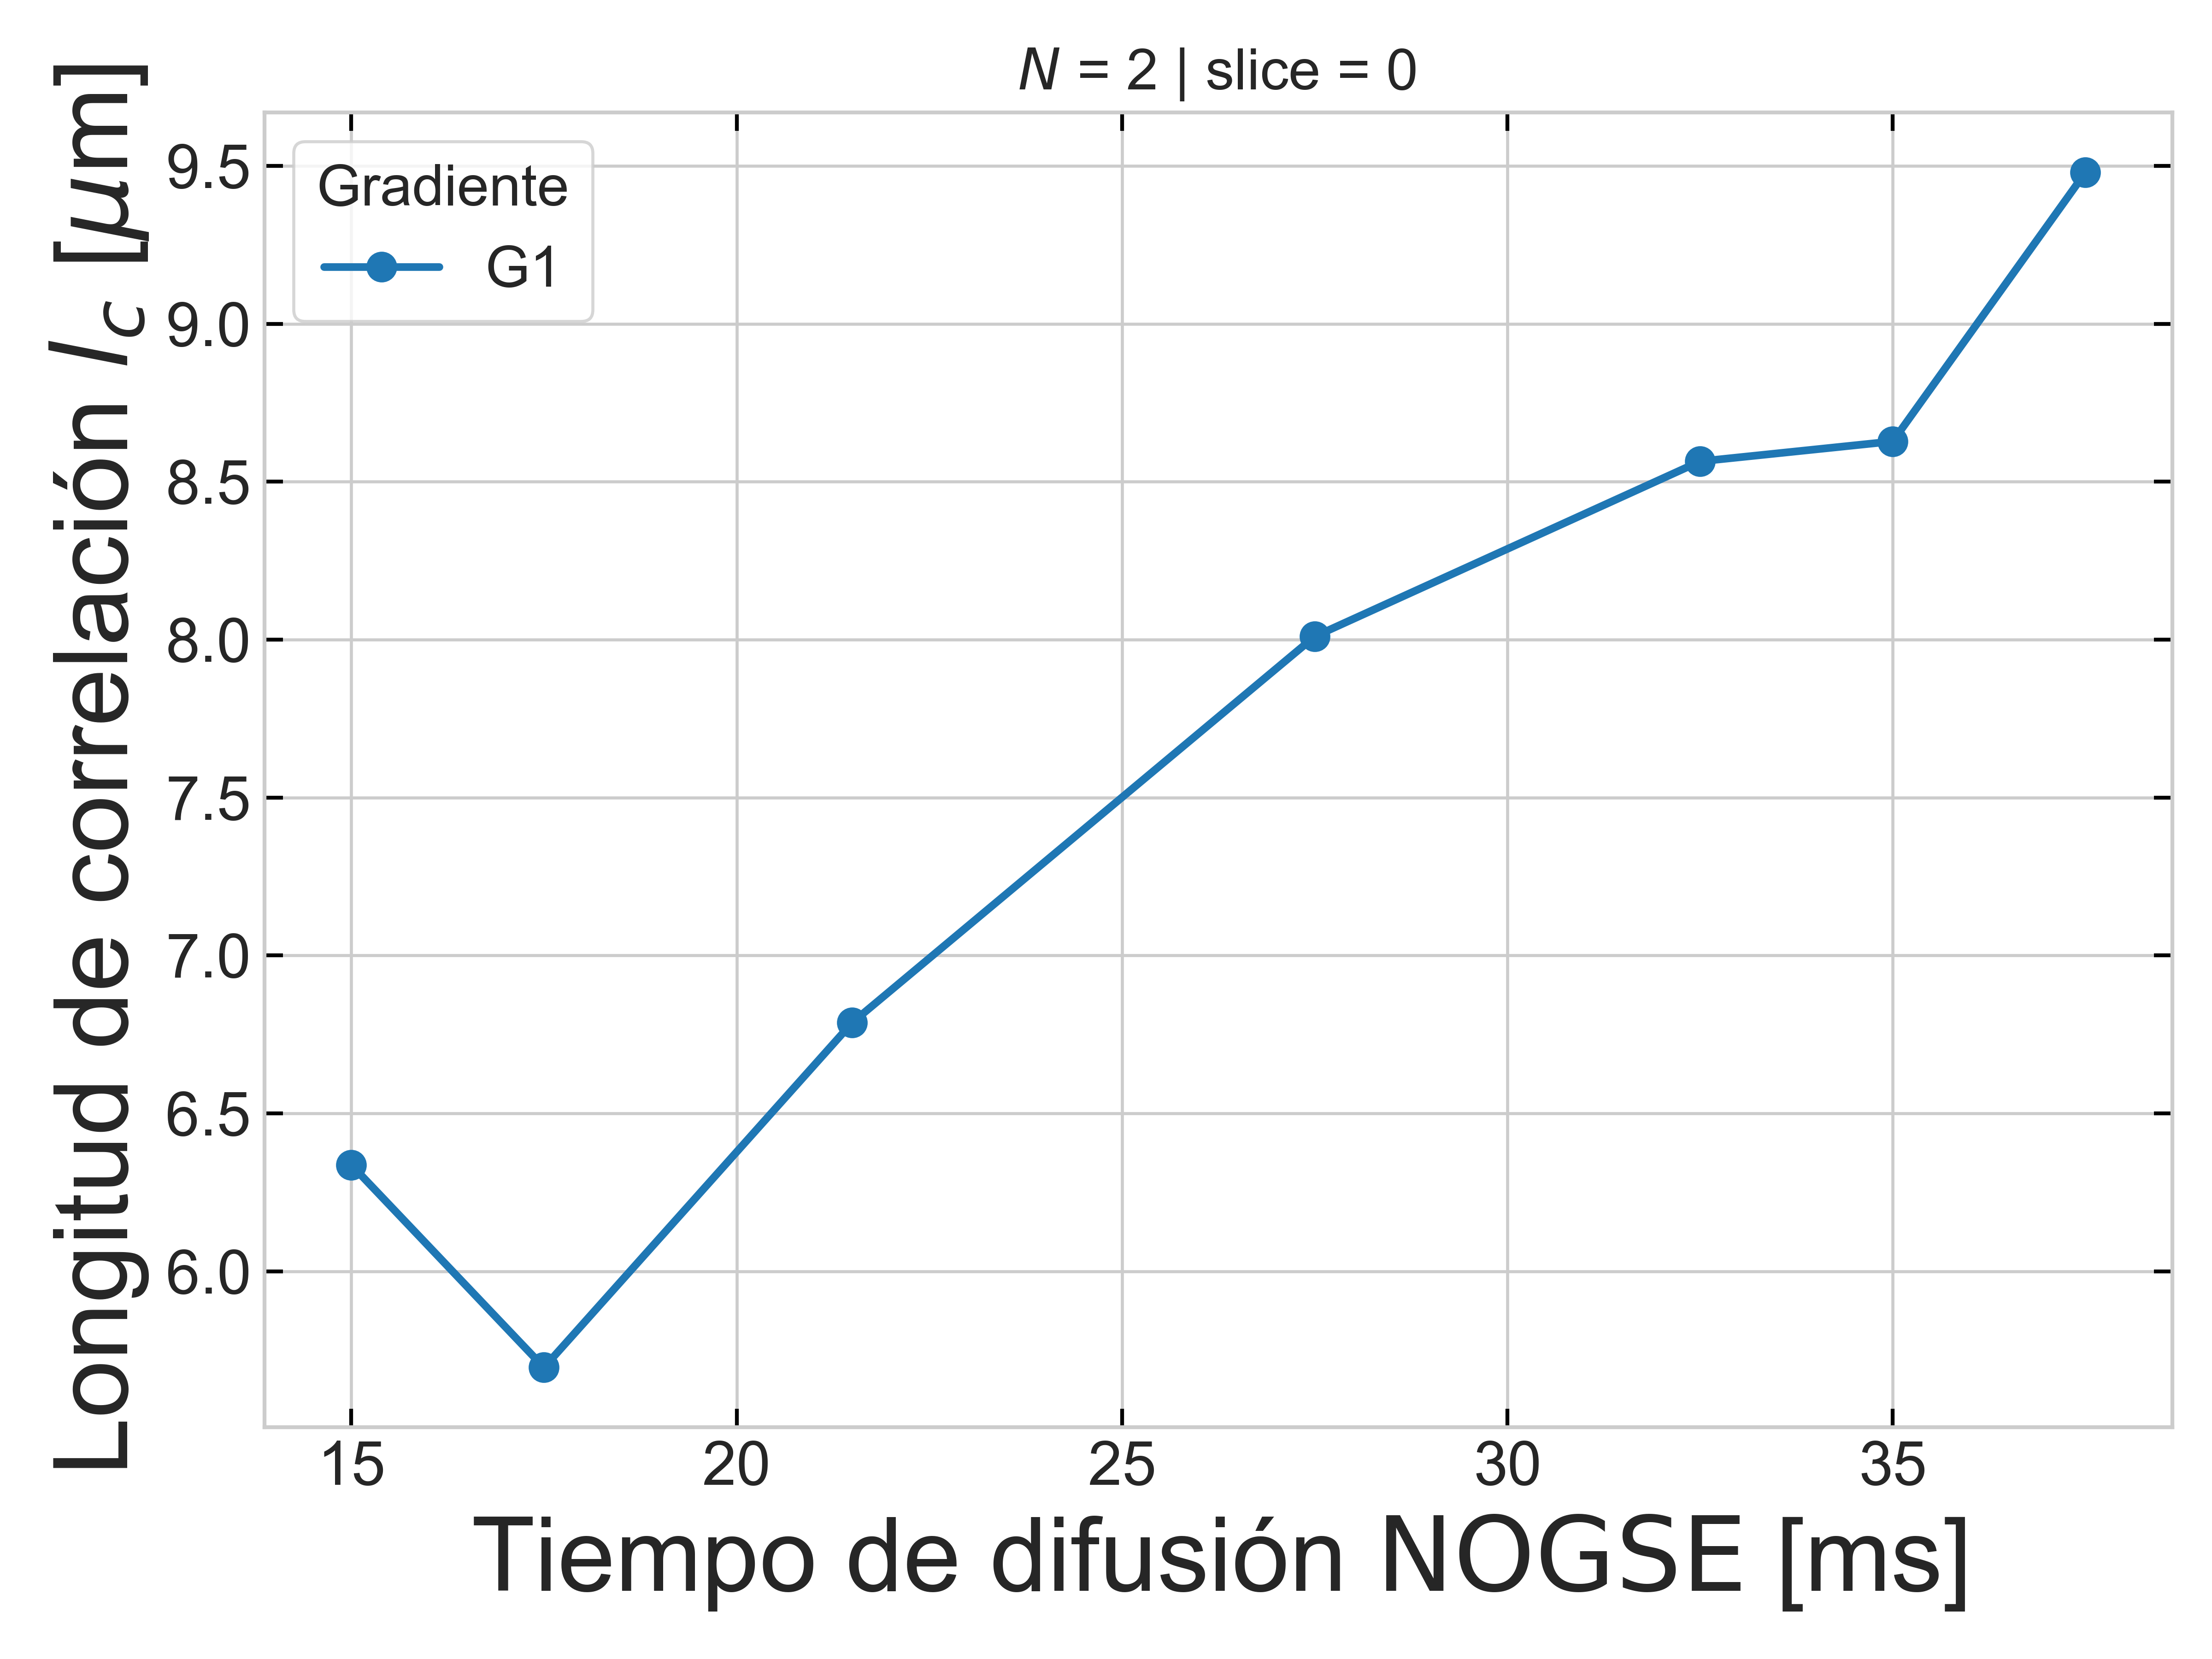 N = 2 | slice = 0
Longitud de correlación l_c [μm]
9.5
9.0
8.5
8.0
7.5
7.0
6.5
6.0
Gradiente
G1
15 20 25 30 35
Tiempo de difusión NOGSE [ms]